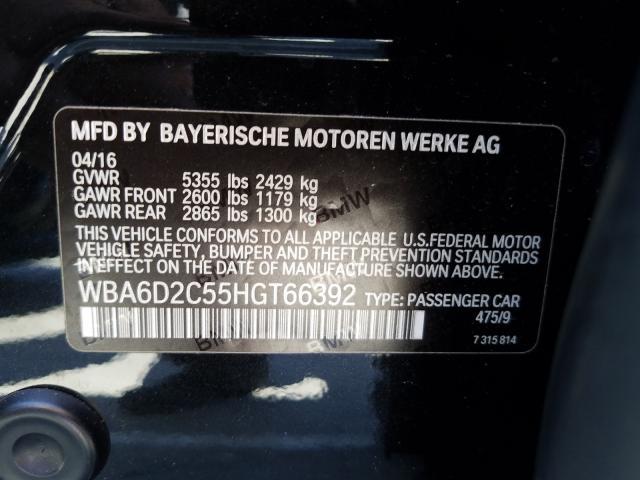 MFD BY BAYERISCHE MOTOREN WERKE AG
04/16
GVWR 5355 lbs 2429 kg
GAWR FRONT 2600 lbs 1179 kg
GAWR REAR 2865 lbs 1300 kg
THIS VEHICLE CONFORMS TO ALL APPLICABLE U.S.FEDERAL MOTOR
VEHICLE SAFETY, BUMPER AND THEFT PREVENTION STANDARDS
IN EFFECT ON THE DATE OF MANUFACTURE SHOWN ABOVE.
WBA6D2C55HGT66392 TYPE: PASSENGER CAR
475/9
7 315 814
BMW
BMW